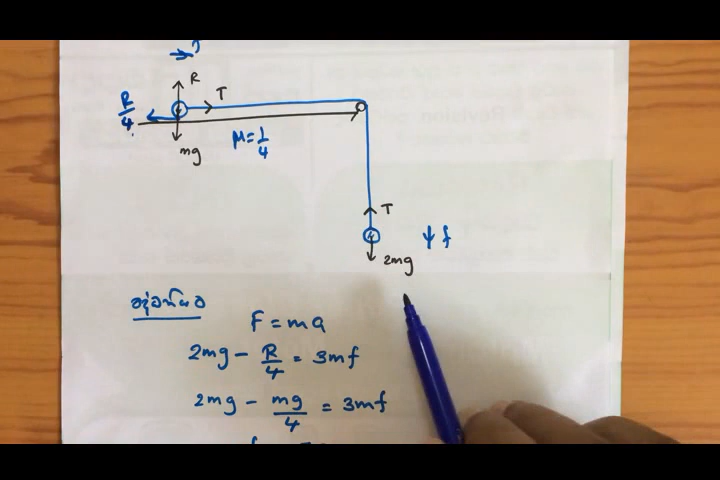 R
T
R/4
mg
μ=1/4
T
f
2mg
F=ma
2mg - R/4 = 3mf
2mg - mg/4 = 3mf